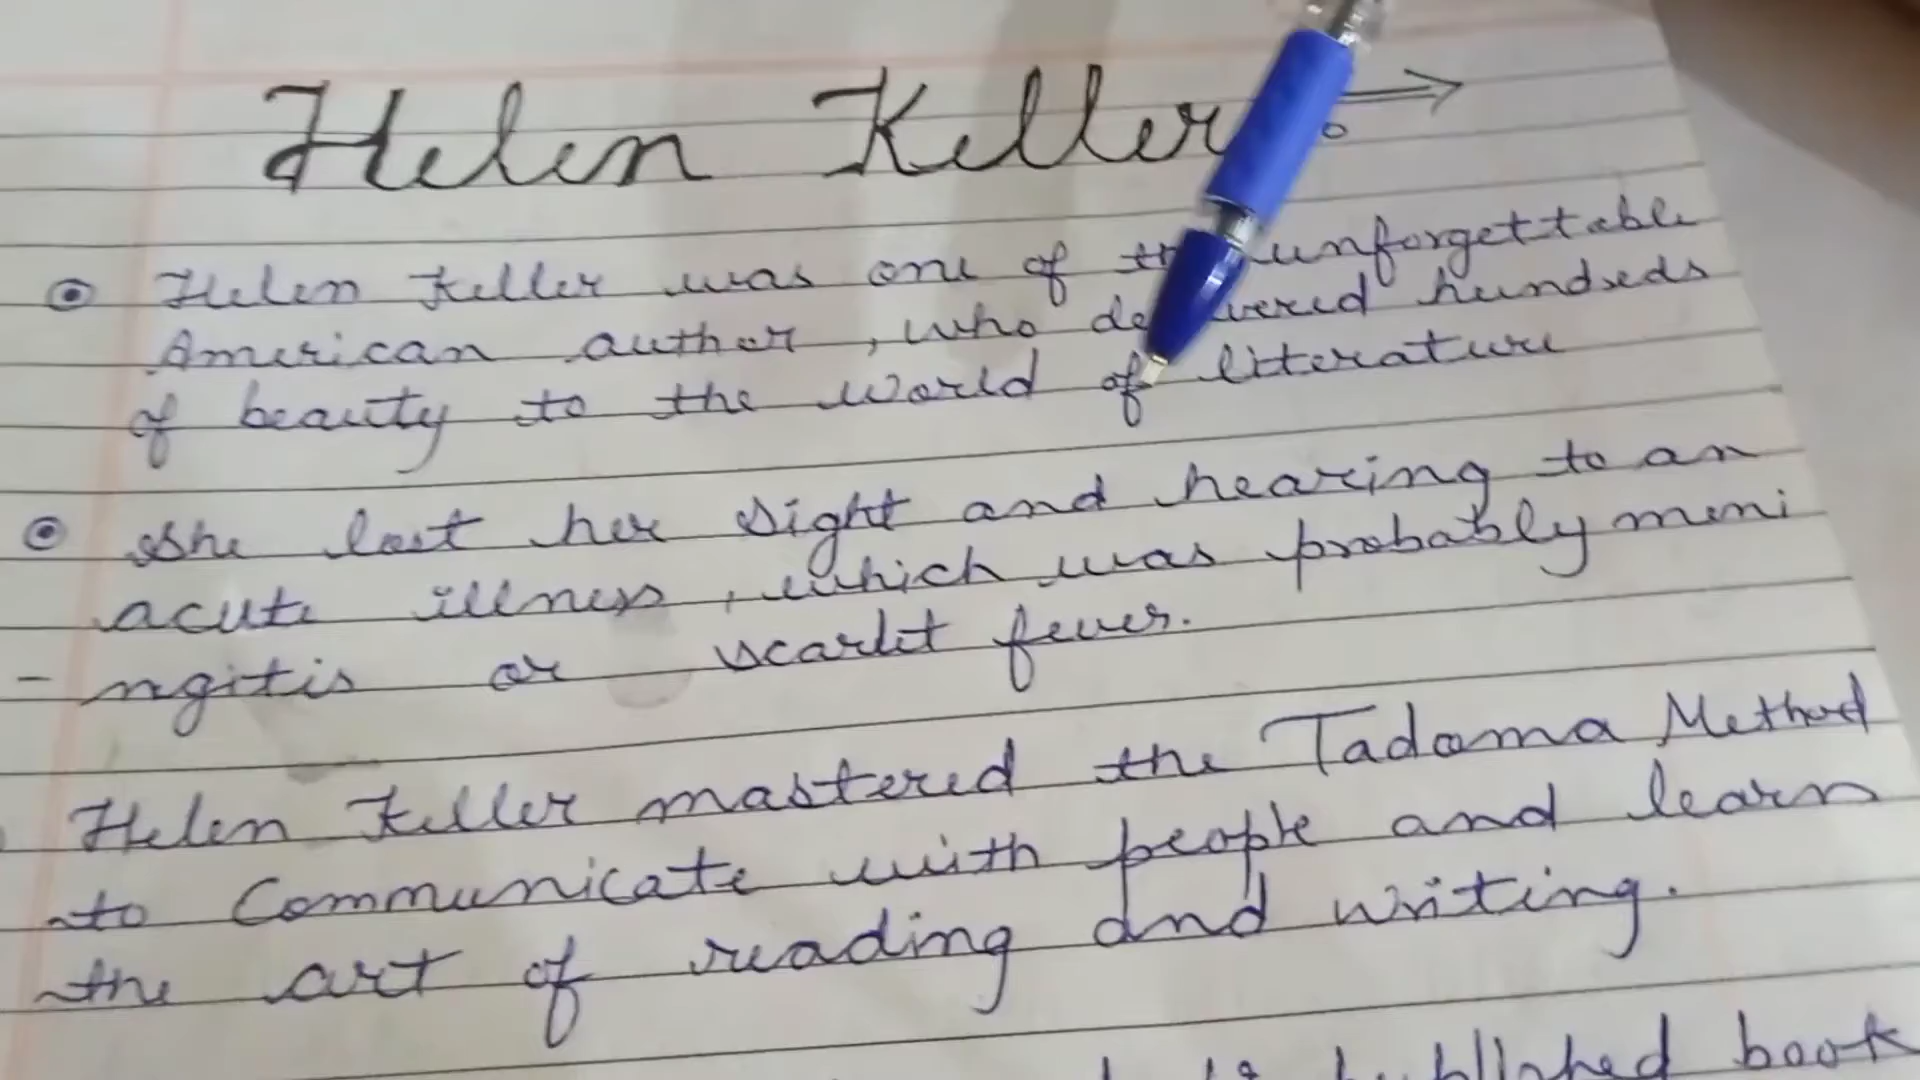 Helen Keller →
Helen Keller was one of unforgettable
American author, who hundreds
of beauty to the world of literature
She lost her sight and hearing to an
acute illness, which was probably meni
- ngitis or scarlet fever.
Helen Keller mastered the Tadoma Method
to Communicate with people and learn
the art of reading and writing.
published book